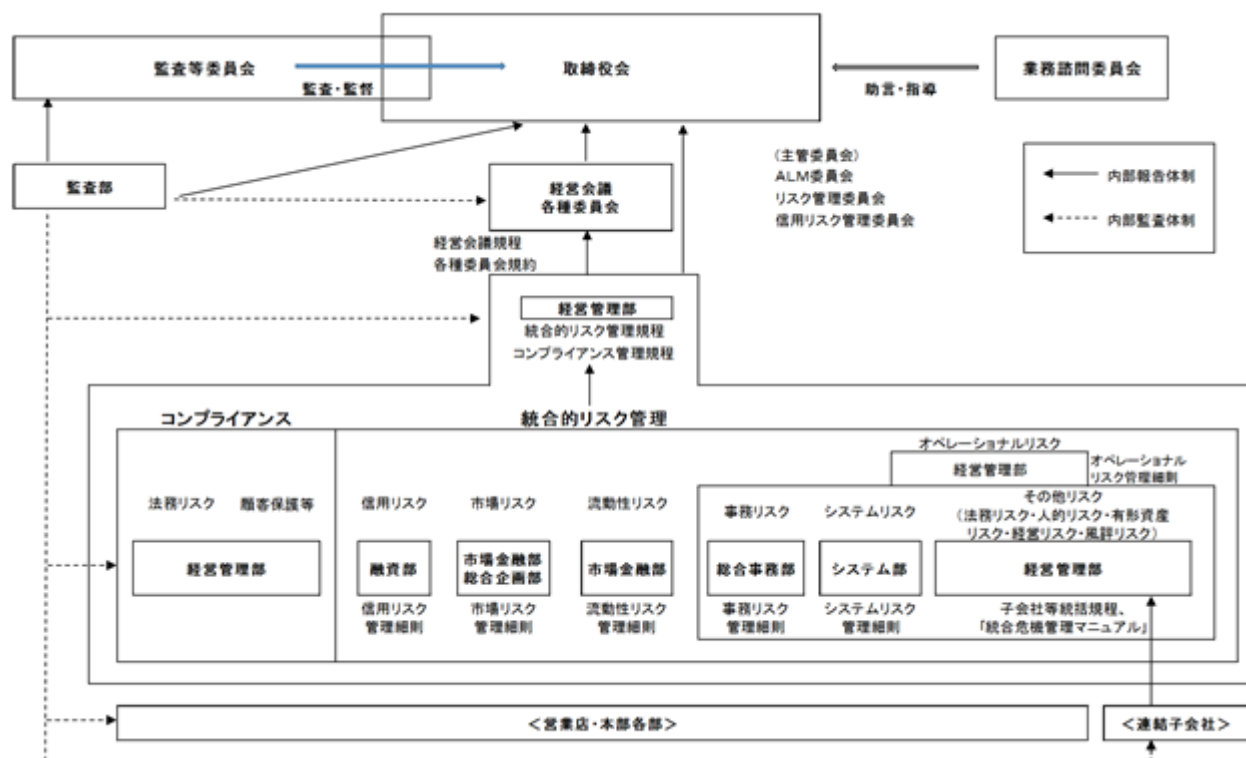 監査等委員会
取締役会
業務諮問委員会
監査・監督
助言・指導
監査部
経営会議
各種委員会
(主管委員会)
ALM委員会
リスク管理委員会
信用リスク管理委員会
内部報告体制
内部監査体制
経営会議規程
各種委員会規約
経営管理部
統合的リスク管理規程
コンプライアンス管理規程
コンプライアンス
統合的リスク管理
オペレーショナルリスク
経営管理部
オペレーショナル
リスク管理細則
法務リスク 顧客保護等
信用リスク
市場リスク
流動性リスク
事務リスク
システムリスク
その他リスク
(法務リスク・人的リスク・有形資産
リスク・経営リスク・風評リスク)
経営管理部
融資部
市場金融部
総合企画部
市場金融部
総合事務部
システム部
経営管理部
信用リスク
管理細則
市場リスク
管理細則
流動性リスク
管理細則
事務リスク
管理細則
システムリスク
管理細則
子会社等統括規程、
「統合危機管理マニュアル」
<営業店・本部各部>
<連結子会社>